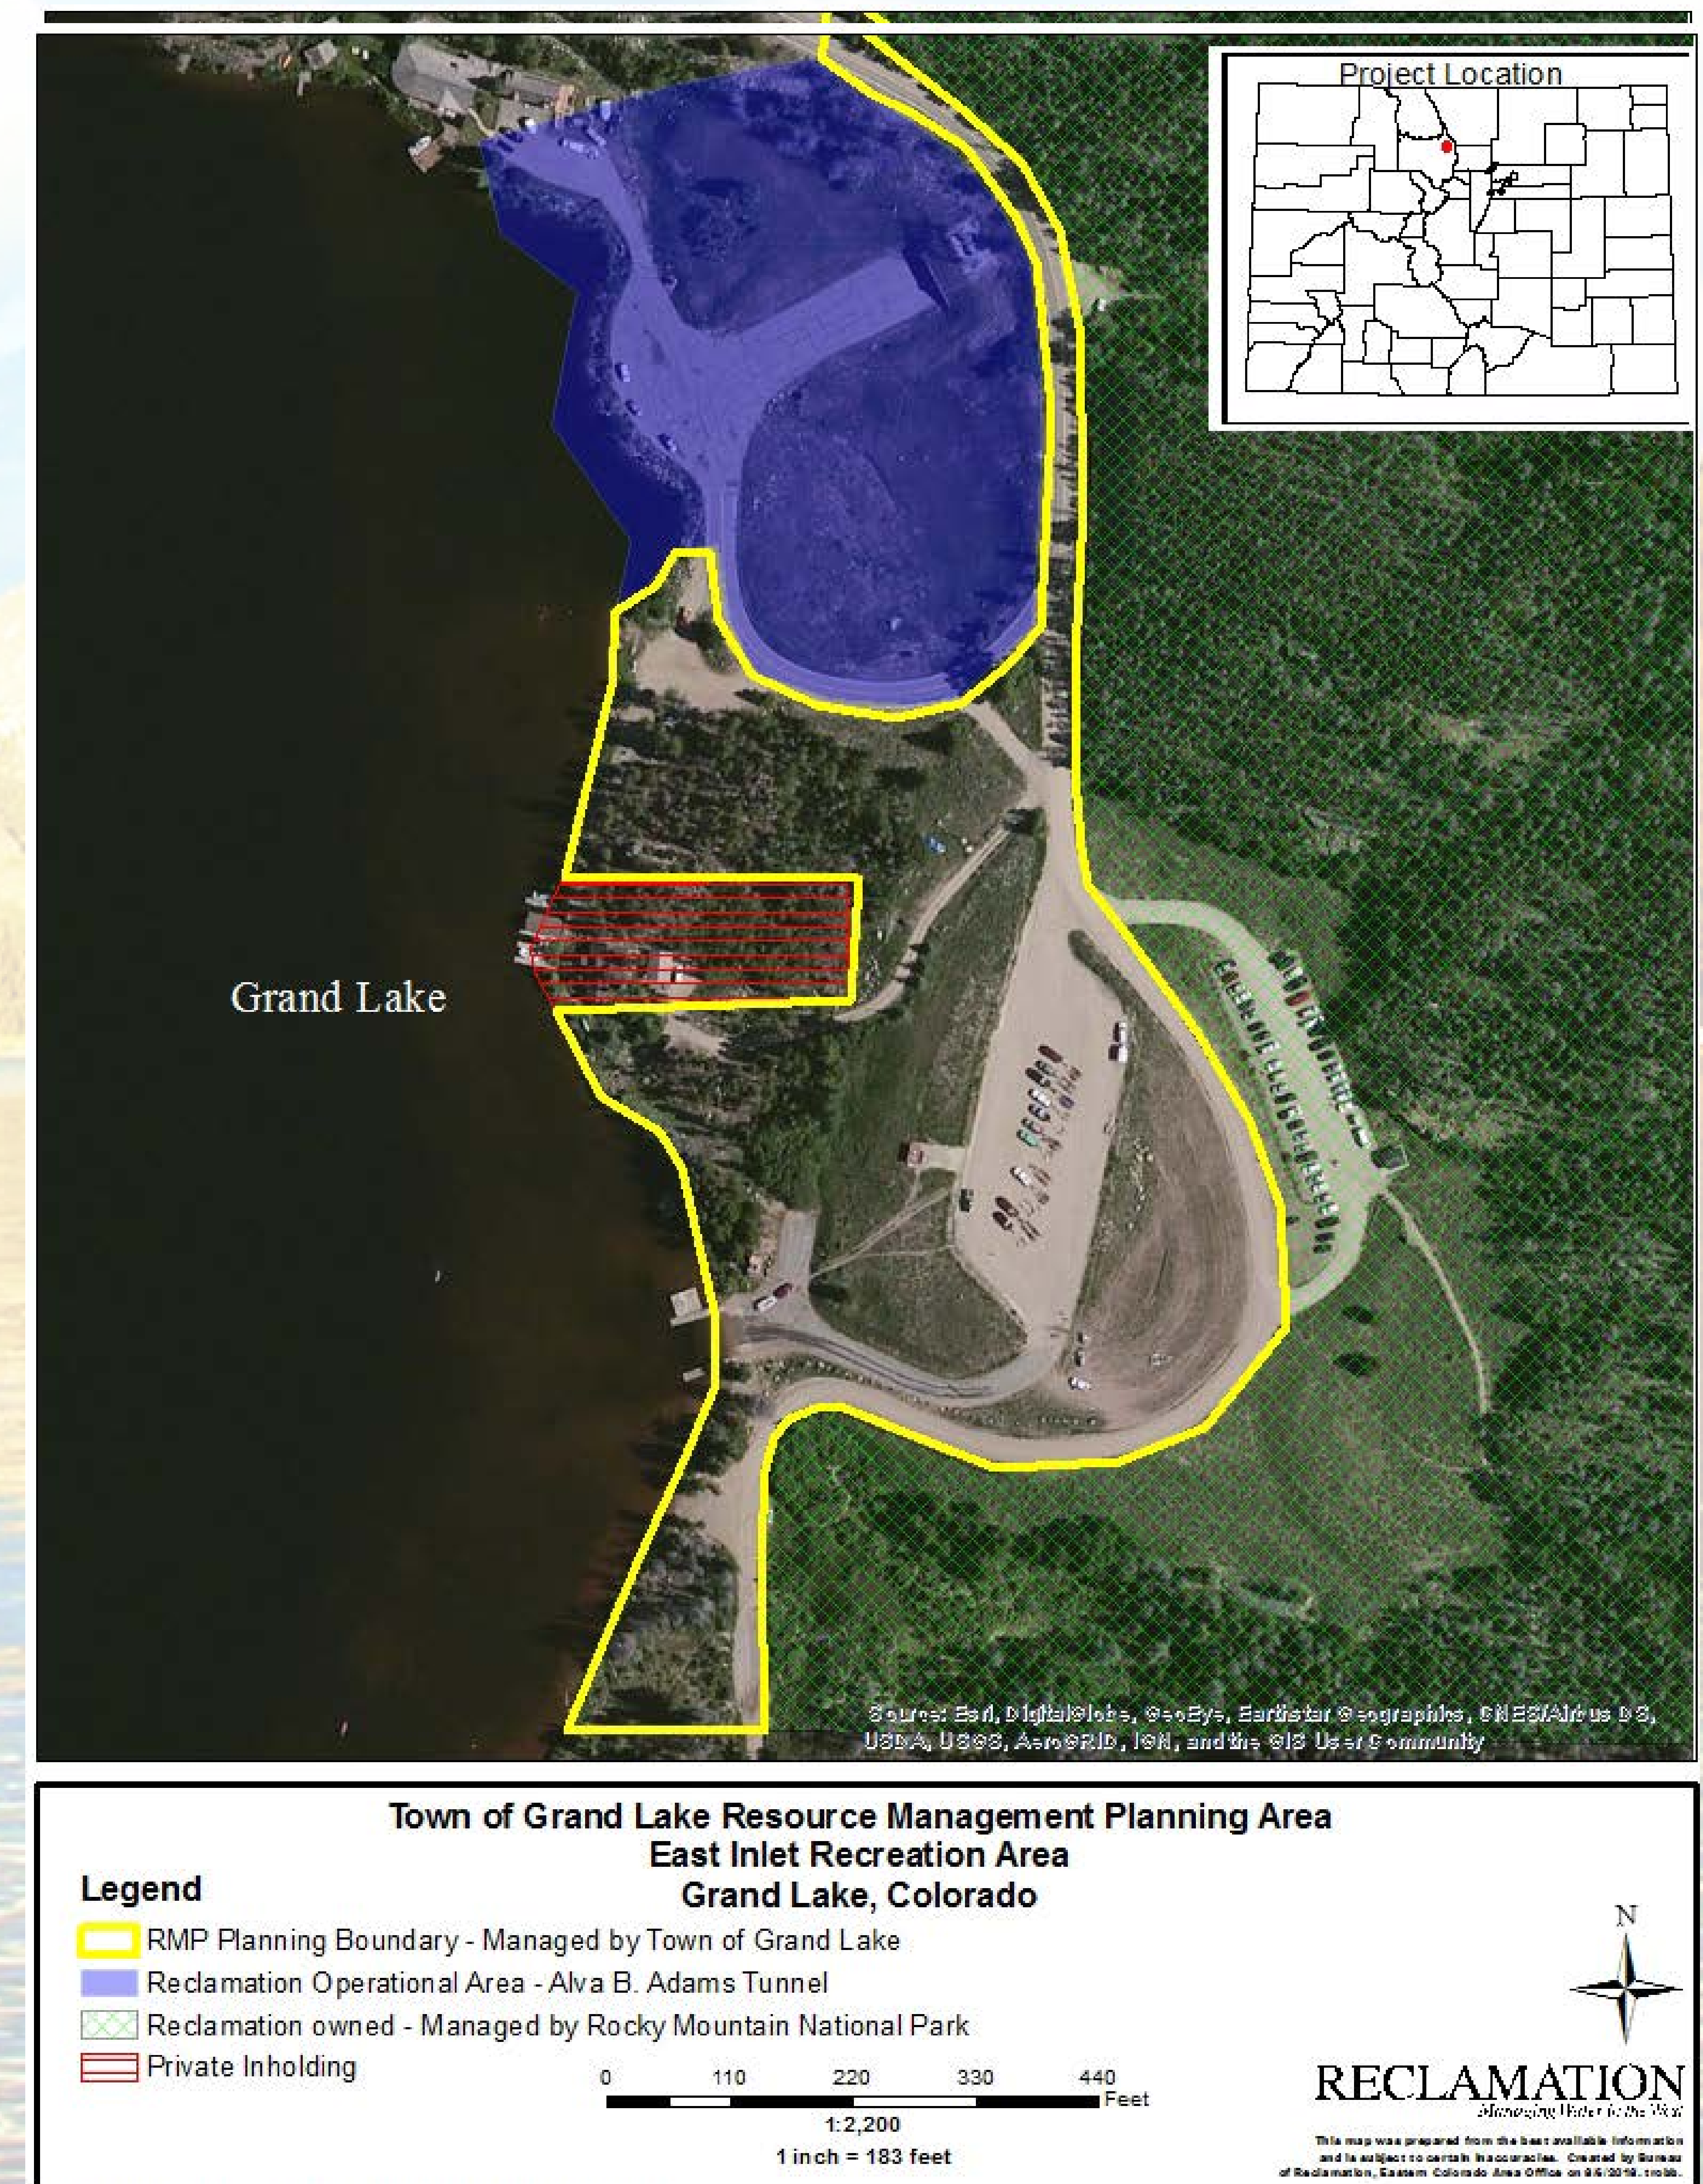 Project Location
Grand Lake
Source: Esri, DigitalGlobe, GeoEye, Earthstar Geographics, CNES/Airbus DS,
USDA, USGS, AeroGRID, IGN, and the GIS User Community
Town of Grand Lake Resource Management Planning Area
East Inlet Recreation Area
Grand Lake, Colorado
Legend
RMP Planning Boundary - Managed by Town of Grand Lake
Reclamation Operational Area - Alva B. Adams Tunnel
Reclamation owned - Managed by Rocky Mountain National Park
Private Inholding
0 110 220 330 440
Feet
1:2,200
1 inch = 183 feet
N
RECLAMATION
Managing Water in the West
This map was prepared from the best available information
and is subject to certain inaccuracies. Created by Bureau
of Reclamation, Eastern Colorado Area Office on